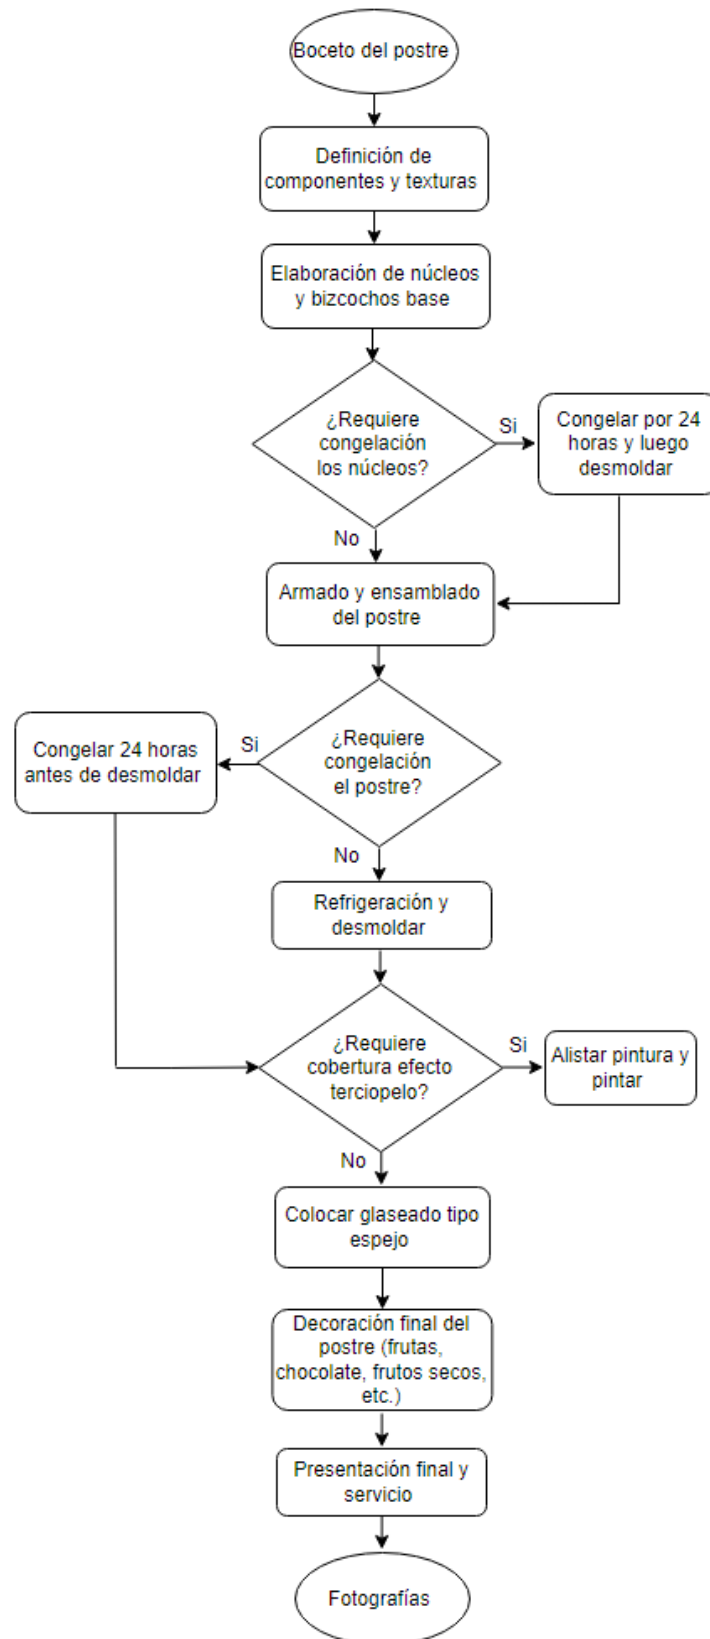 Boceto del postre
Definición de
componentes y texturas
Elaboración de núcleos
y bizcochos base
¿Requiere
congelación
los núcleos?
Si
Congelar por 24
horas y luego
desmoldar
No
Armado y ensamblado
del postre
¿Requiere
congelación
el postre?
Si
Congelar 24 horas
antes de desmoldar
No
Refrigeración y
desmoldar
¿Requiere
cobertura efecto
terciopelo?
Si
Alistar pintura y
pintar
No
Colocar glaseado tipo
espejo
Decoración final del
postre (frutas,
chocolate, frutos secos,
etc.)
Presentación final y
servicio
Fotografías